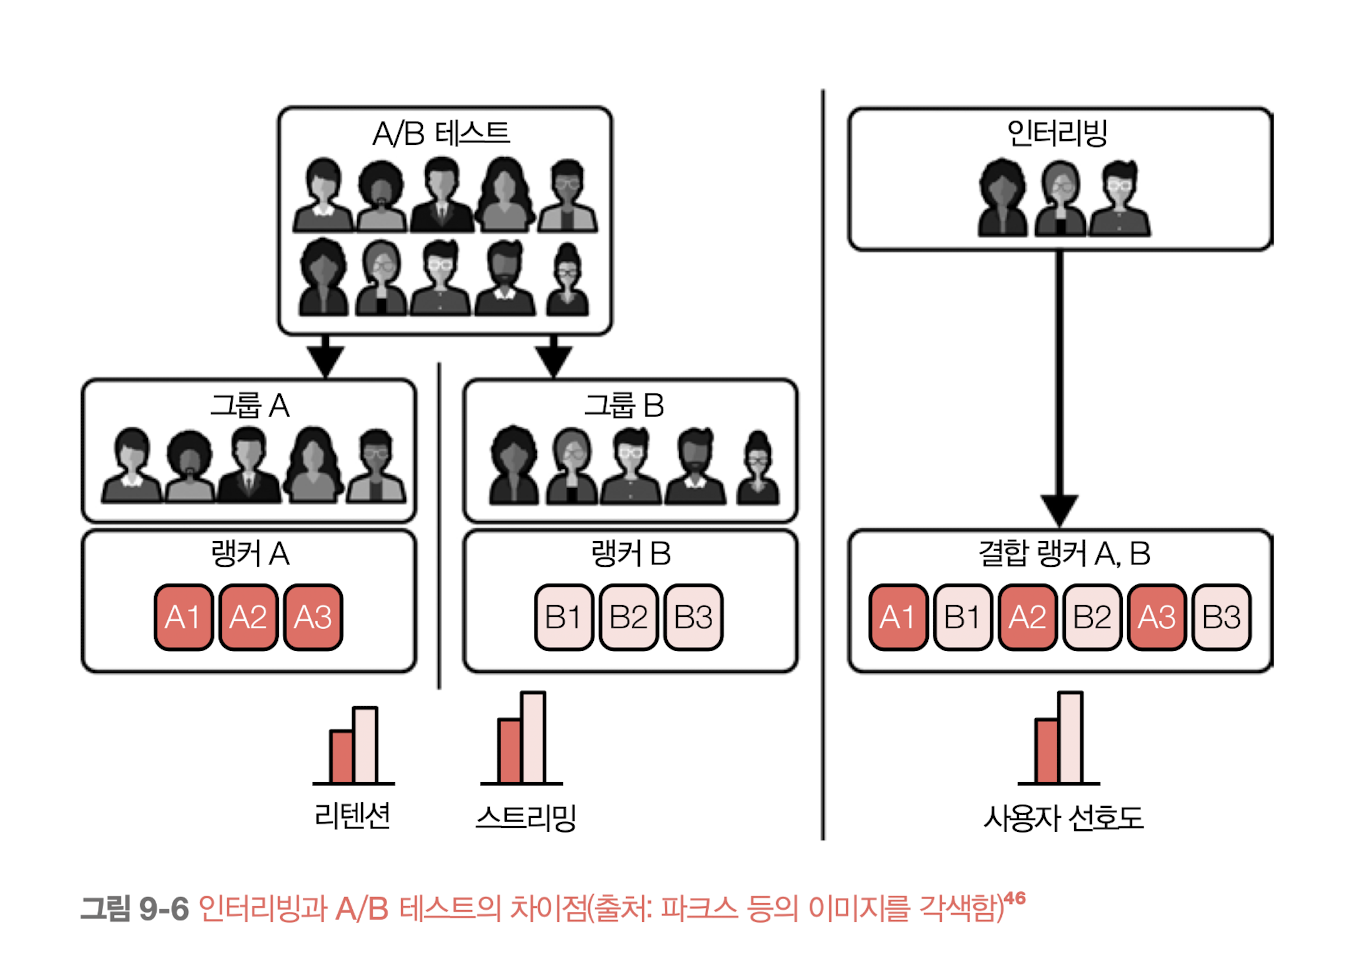 A/B 테스트
그룹 A
랭커 A
A1 A2 A3
그룹 B
랭커 B
B1 B2 B3
리텐션
스트리밍
인터리빙
결합 랭커 A, B
A1 B1 A2 B2 A3 B3
사용자 선호도
그림 9-6 인터리빙과 A/B 테스트의 차이점(출처: 파크스 등의 이미지를 각색함)46